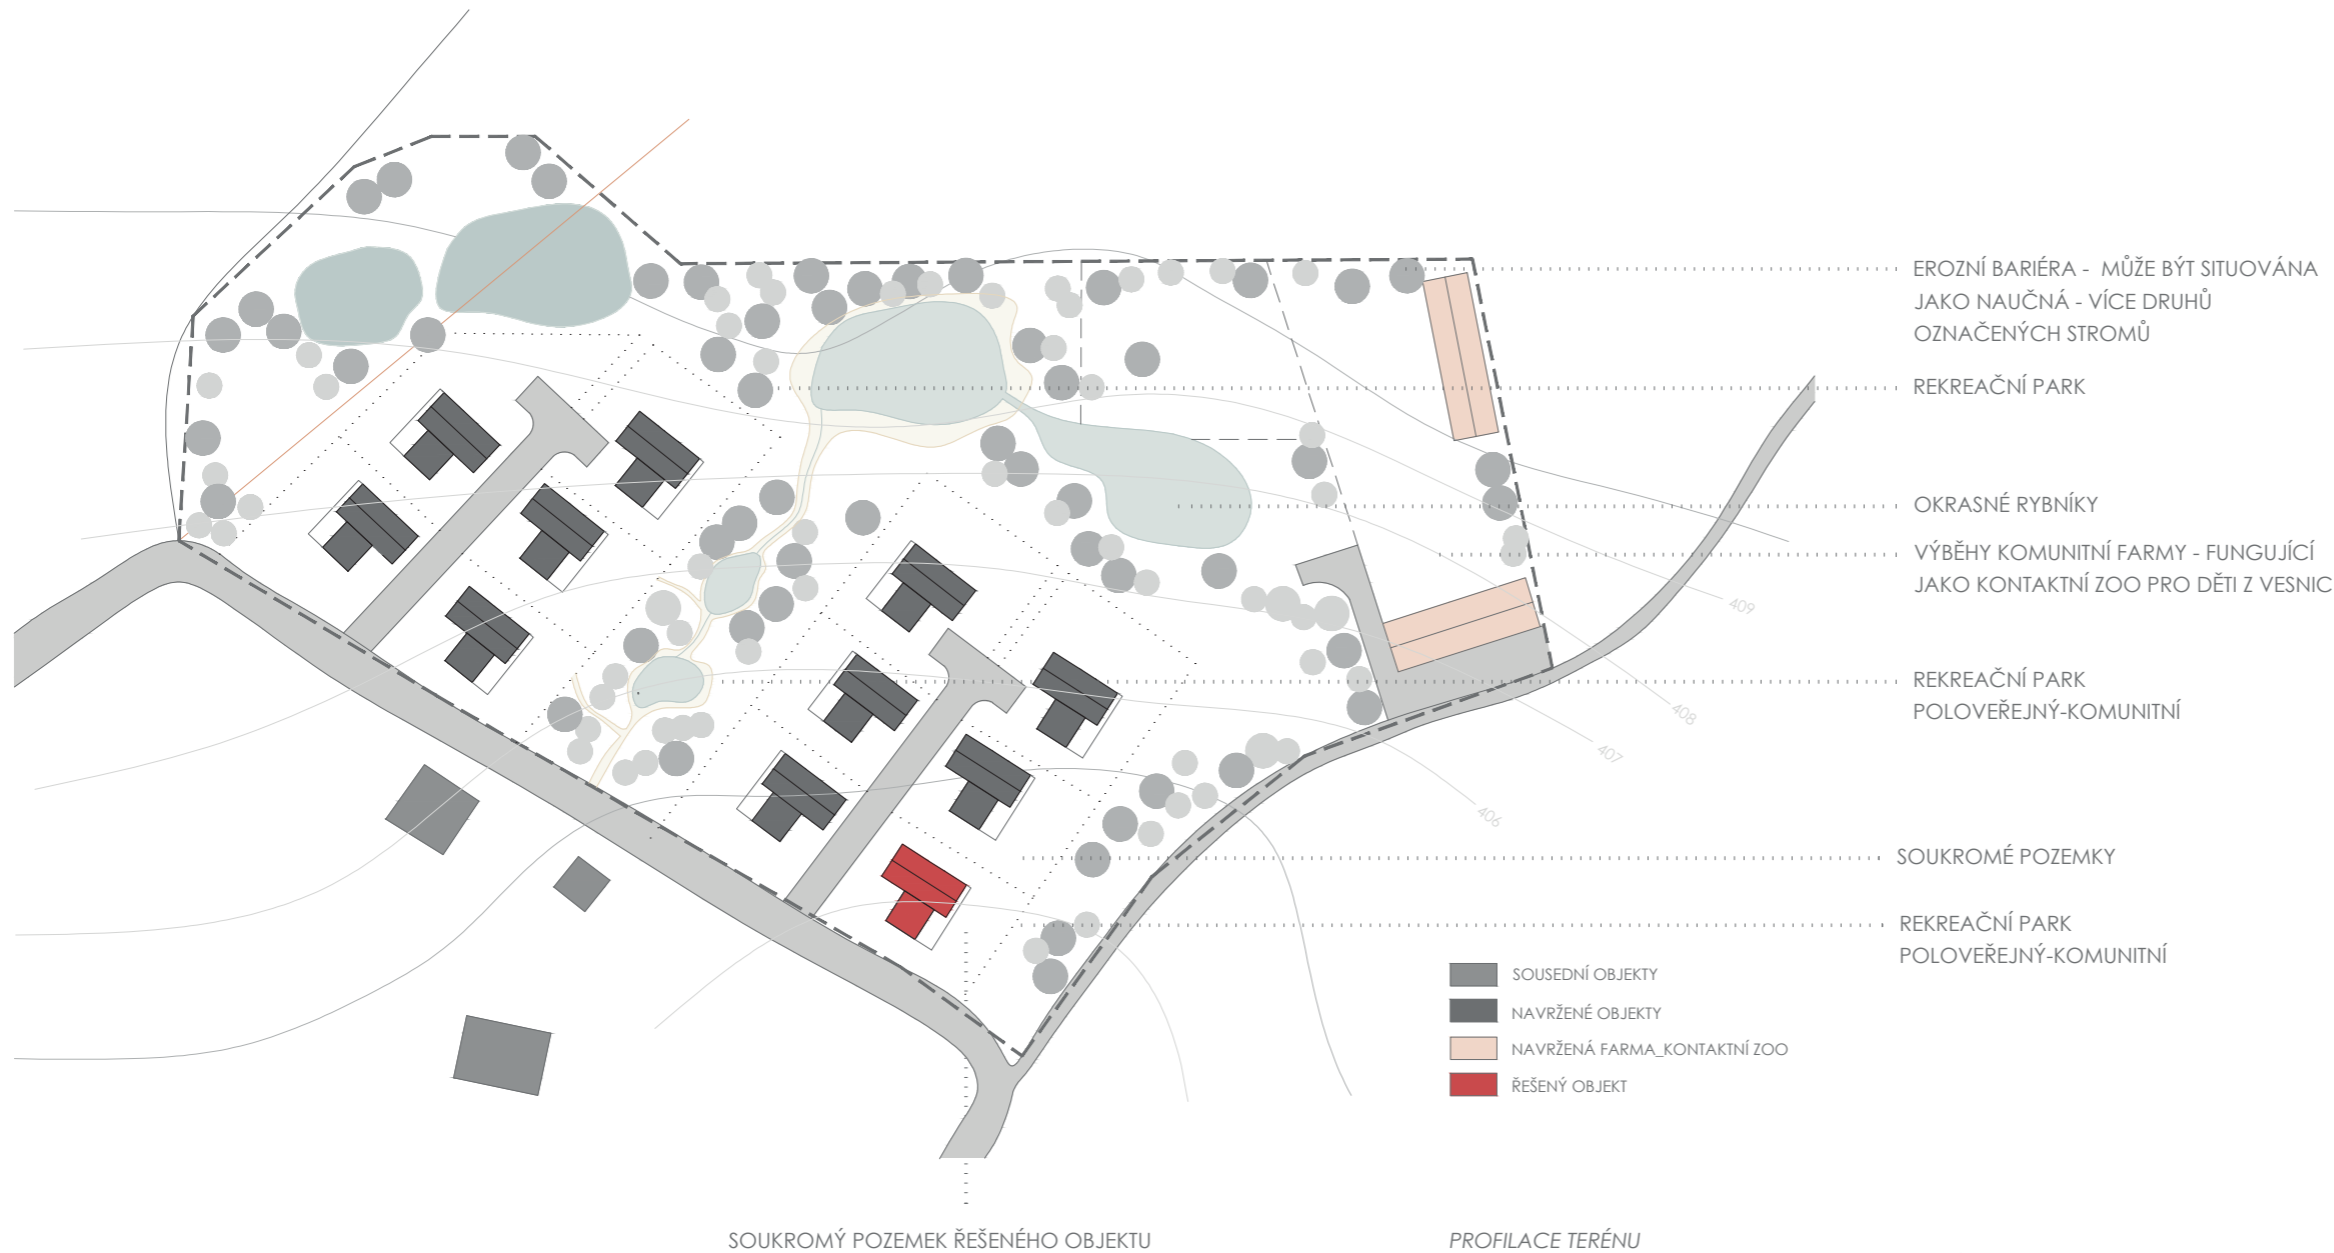 EROZNÍ BARIÉRA - MŮŽE BÝT SITUOVÁNA
JAKO NAUČNÁ - VÍCE DRUHŮ
OZNAČENÝCH STROMŮ
REKREAČNÍ PARK
OKRASNÉ RYBNÍKY
VÝBĚHY KOMUNITNÍ FARMY - FUNGUJÍCÍ
JAKO KONTAKTNÍ ZOO PRO DĚTI Z VESNIC
409
REKREAČNÍ PARK
POLOVEŘEJNÝ-KOMUNITNÍ
408
407
406
SOUKROMÉ POZEMKY
REKREAČNÍ PARK
POLOVEŘEJNÝ-KOMUNITNÍ
SOUSEDNÍ OBJEKTY
NAVRŽENÉ OBJEKTY
NAVRŽENÁ FARMA_KONTAKTNÍ ZOO
ŘEŠENÝ OBJEKT
SOUKROMÝ POZEMEK ŘEŠENÉHO OBJEKTU
PROFILACE TERÉNU